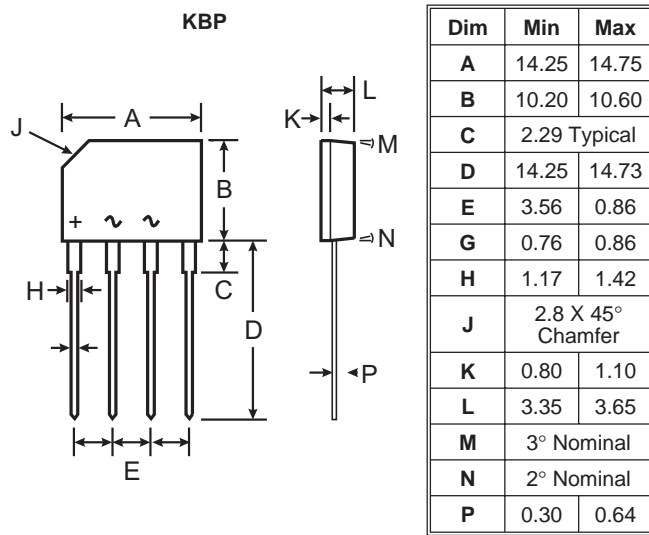 KBP
A
J
B
+ ∿ ∿
H
C
D
E
L
K
M
N
P
Dim Min Max
A 14.25 14.75
B 10.20 10.60
C 2.29 Typical
D 14.25 14.73
E 3.56 0.86
G 0.76 0.86
H 1.17 1.42
J 2.8 X 45°
Chamfer
K 0.80 1.10
L 3.35 3.65
M 3° Nominal
N 2° Nominal
P 0.30 0.64